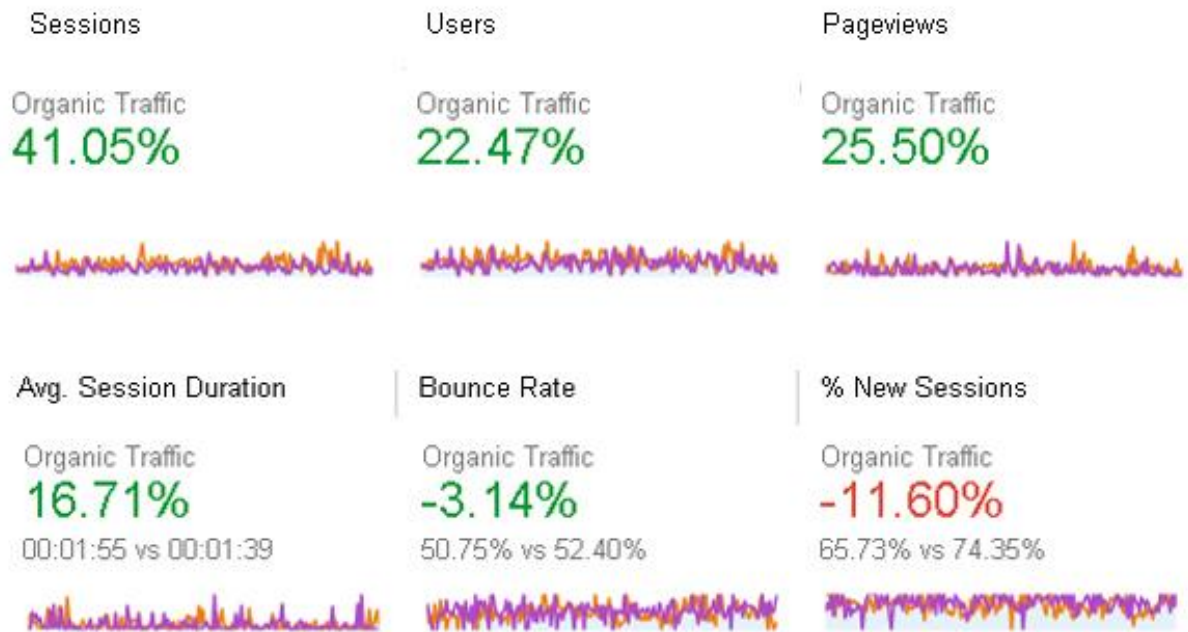 Sessions
Users
Pageviews
Organic Traffic
41.05%
Organic Traffic
22.47%
Organic Traffic
25.50%
Avg. Session Duration
Bounce Rate
% New Sessions
Organic Traffic
16.71%
00:01:55 vs 00:01:39
Organic Traffic
-3.14%
50.75% vs 52.40%
Organic Traffic
-11.60%
65.73% vs 74.35%